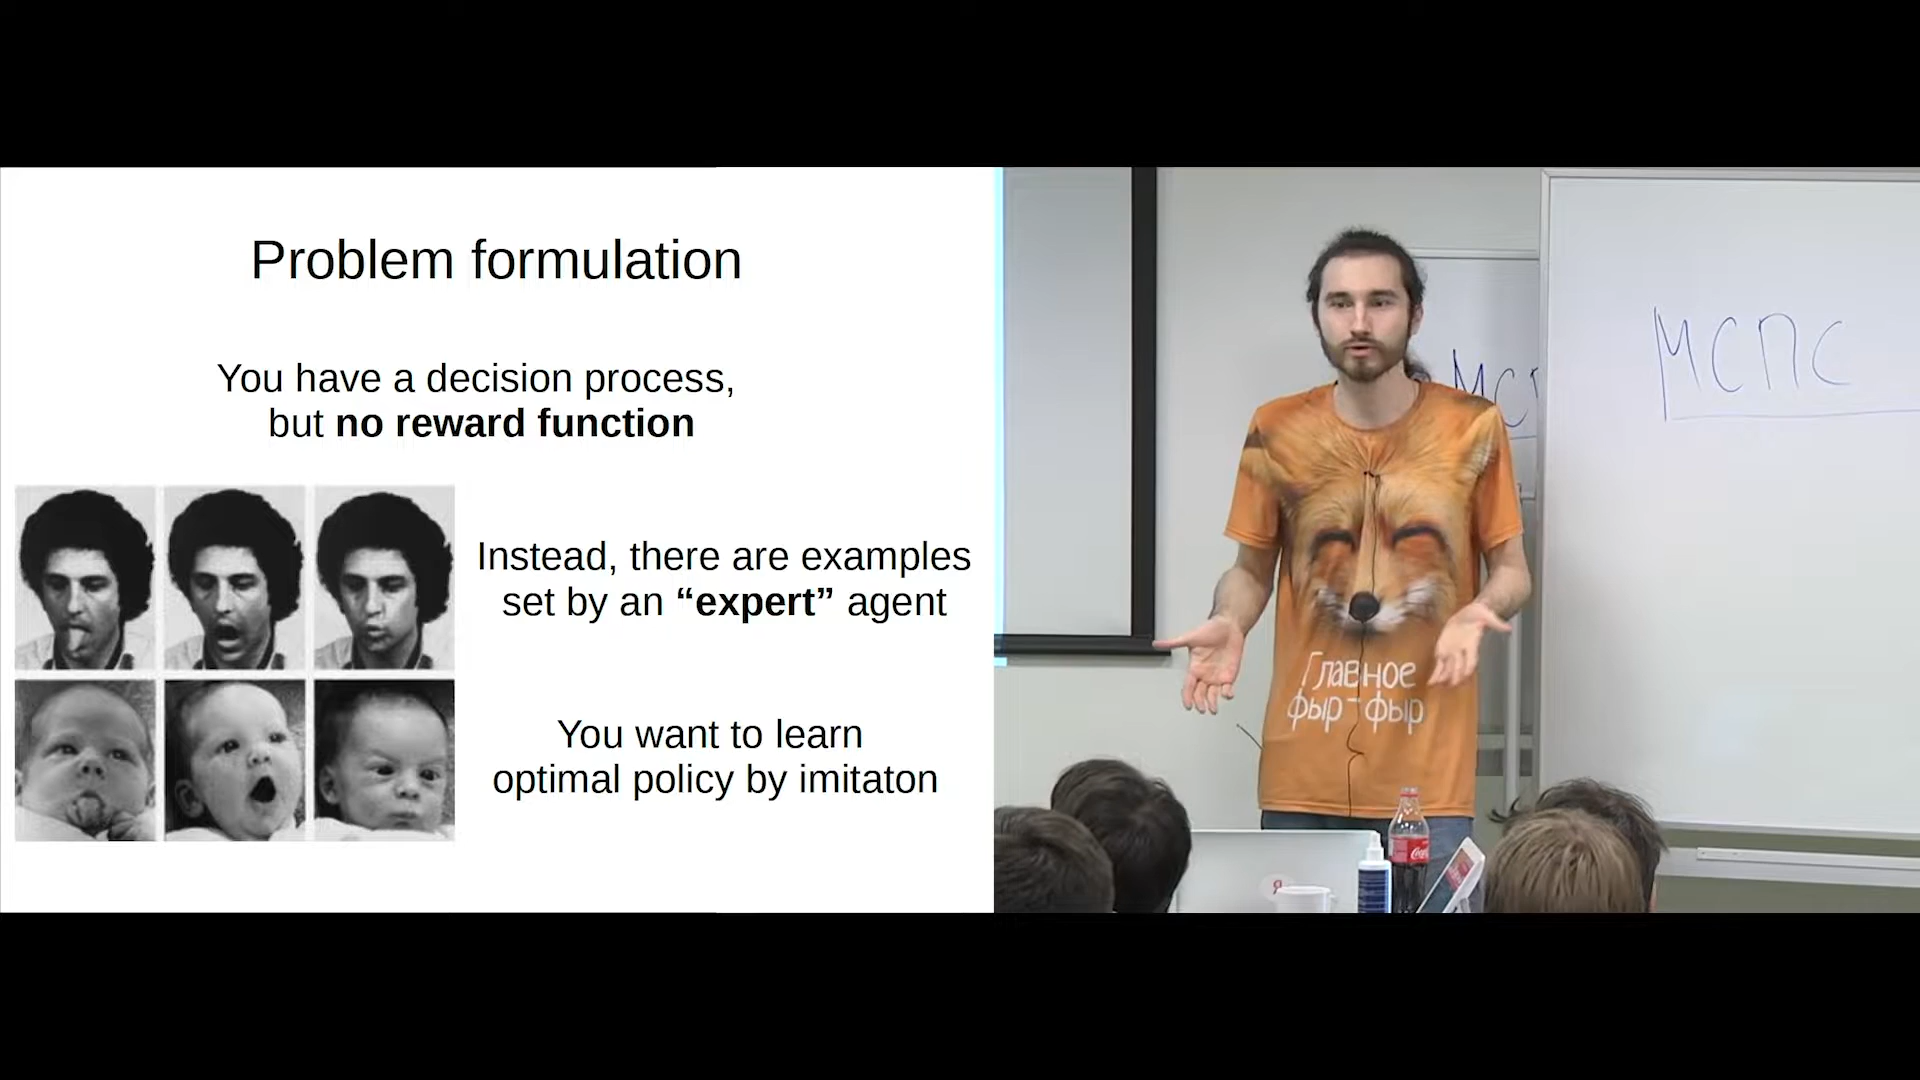 Problem formulation
You have a decision process,
but no reward function
Instead, there are examples
set by an “expert” agent
You want to learn
optimal policy by imitaton
МСПС
МСП
Главное
фыр-фыр
Я